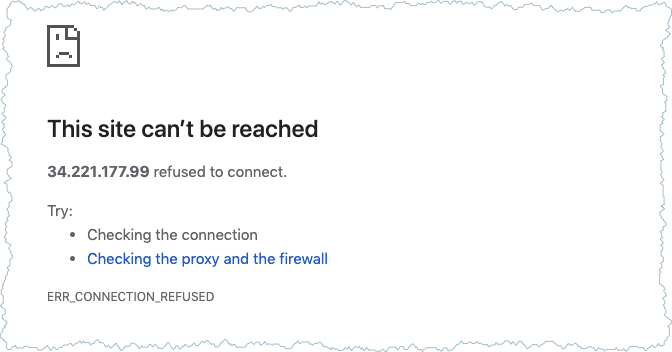 This site can’t be reached
34.221.177.99 refused to connect.
Try:
• Checking the connection
• Checking the proxy and the firewall
ERR_CONNECTION_REFUSED